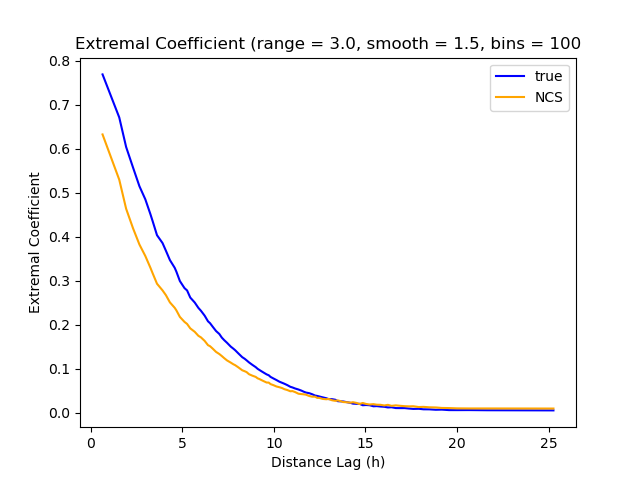 Extremal Coefficient (range = 3.0, smooth = 1.5, bins = 100
true
NCS
0.8
0.7
0.6
0.5
0.4
0.3
0.2
0.1
0.0
Extremal Coefficient
0 5 10 15 20 25
Distance Lag (h)